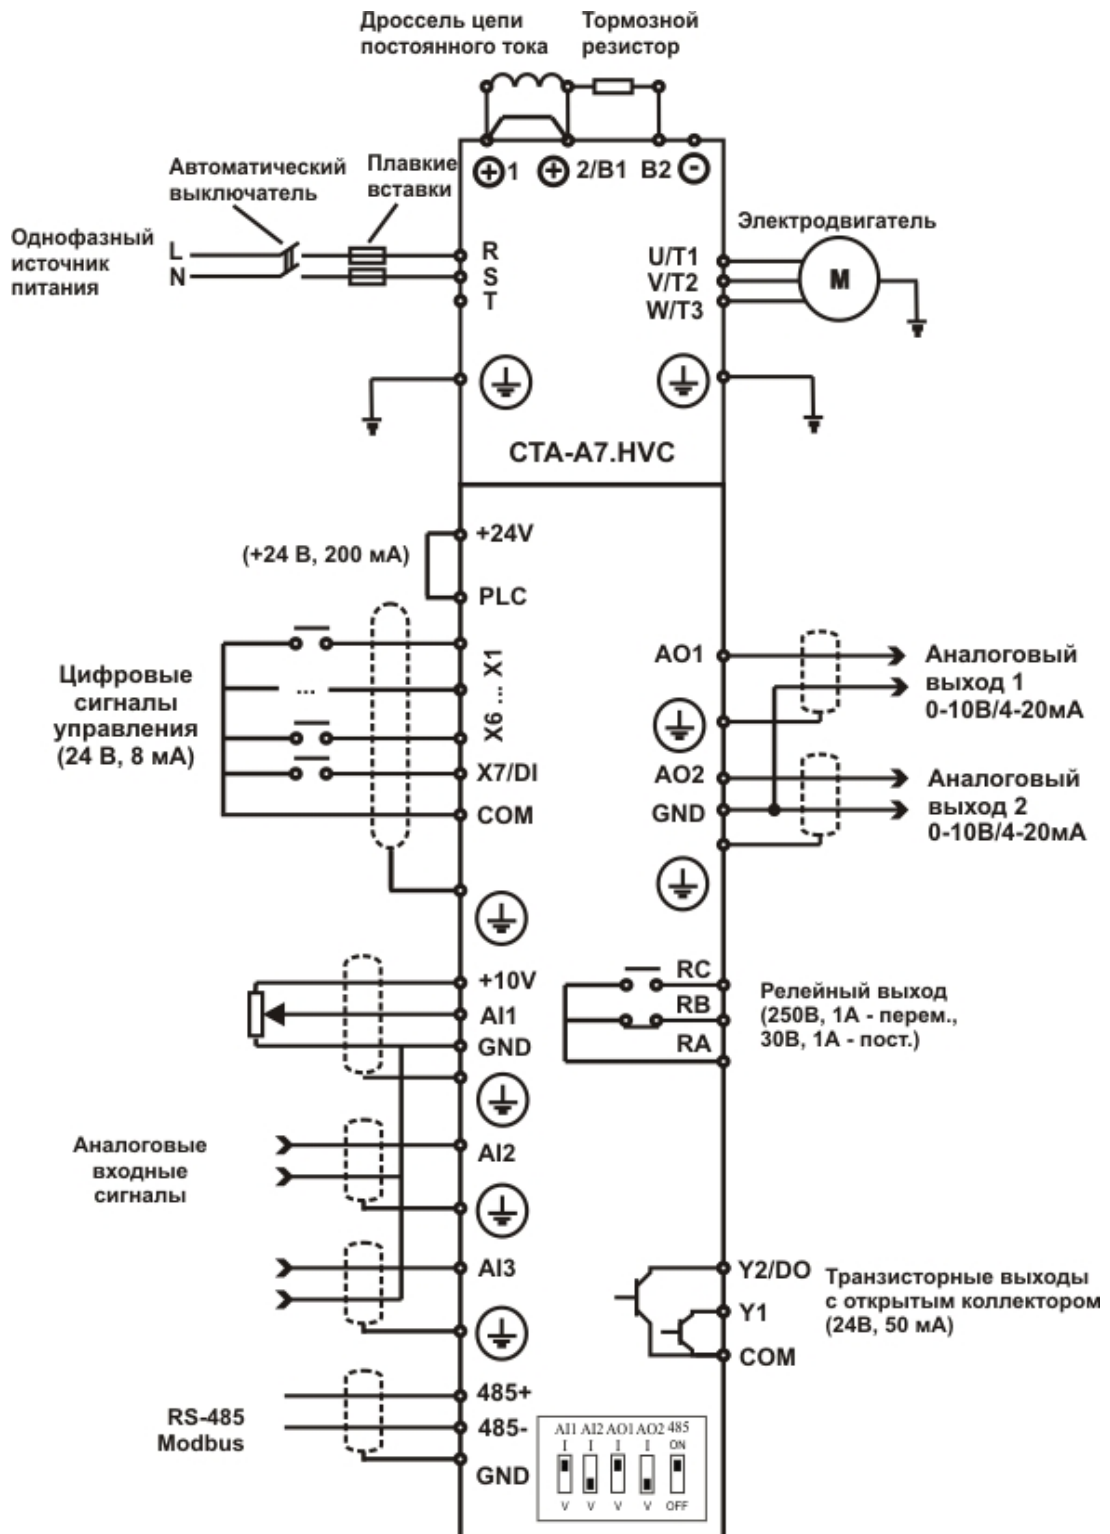 Дроссель цепи
постоянного тока
Тормозной
резистор
Автоматический
выключатель
Плавкие
вставки
1
2/B1
B2
Однофазный
источник
питания
L
N
R
S
T
Электродвигатель
U/T1
V/T2
W/T3
M
CTA-A7.HVC
+24V
(+24 В, 200 мА)
PLC
Цифровые
сигналы
управления
(24 В, 8 мА)
...
X6 ... X1
X7/DI
COM
AO1
Аналоговый
выход 1
0-10В/4-20мА
AO2
GND
Аналоговый
выход 2
0-10В/4-20мА
+10V
AI1
GND
RC
RB
RA
Релейный выход
(250В, 1А - перем.,
30В, 1А - пост.)
Аналоговые
входные
сигналы
AI2
AI3
Y2/DO
Y1
COM
Транзисторные выходы
с открытым коллектором
(24В, 50 мА)
RS-485
Modbus
485+
485-
GND
AI1 AI2 AO1 AO2 485
I I I I ON
V V V V OFF